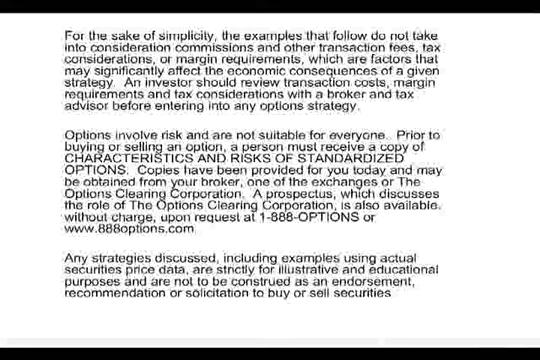 For the sake of simplicity, the examples that follow do not take
into consideration commissions and other transaction fees, tax
considerations, or margin requirements, which are factors that
may significantly affect the economic consequences of a given
strategy. An investor should review transaction costs, margin
requirements and tax considerations with a broker and tax
advisor before entering into any options strategy.
Options involve risk and are not suitable for everyone. Prior to
buying or selling an option, a person must receive a copy of
CHARACTERISTICS AND RISKS OF STANDARDIZED
OPTIONS. Copies have been provided for you today and may
be obtained from your broker, one of the exchanges or The
Options Clearing Corporation. A prospectus, which discusses
the role of The Options Clearing Corporation, is also available.
without charge, upon request at 1-888-OPTIONS or
www.888options.com
Any strategies discussed, including examples using actual
securities price data, are strictly for illustrative and educational
purposes and are not to be construed as an endorsement,
recommendation or solicitation to buy or sell securities